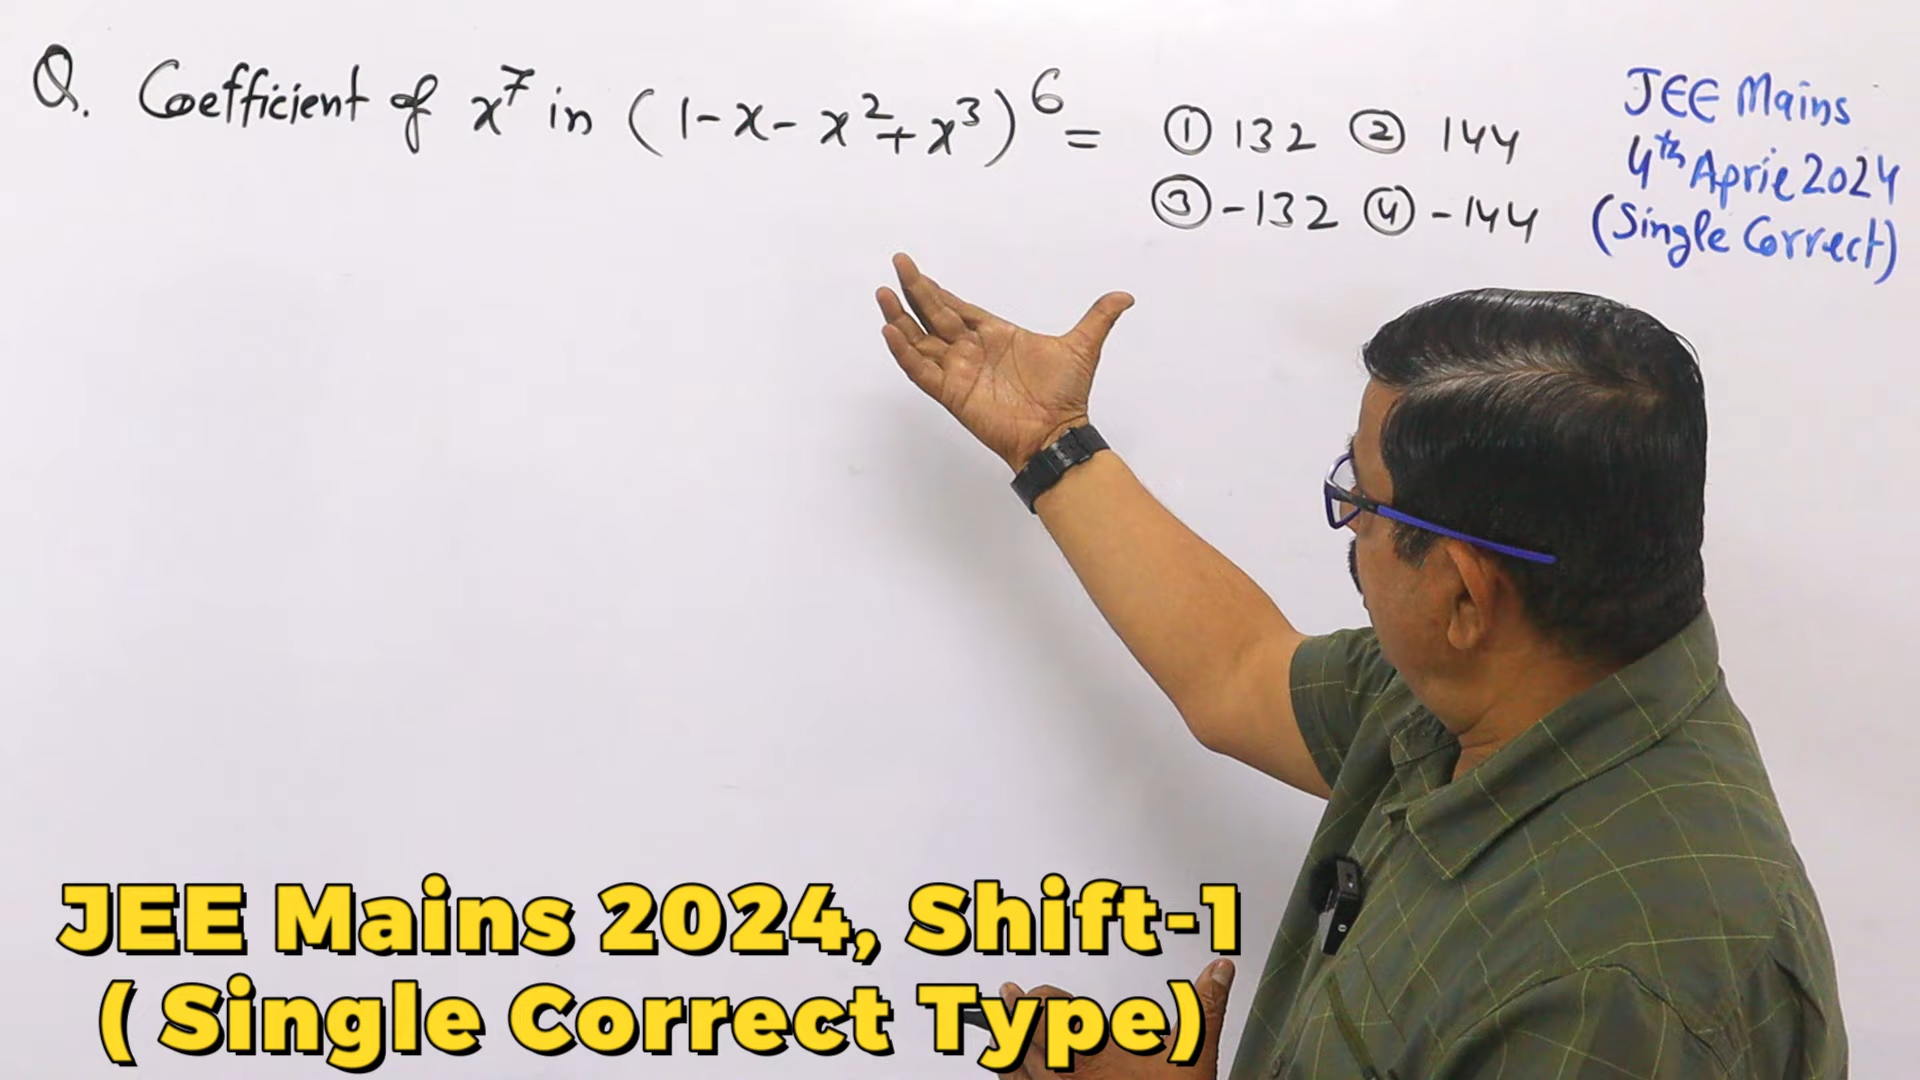 Q. Coefficient of x⁷ in (1-x-x²+x³)⁶= ① 132 ② 144
③ -132 ④ -144
JEE Mains
4th Aprie 2024
(Single Correct)
JEE Mains 2024, Shift-1
( Single Correct Type)